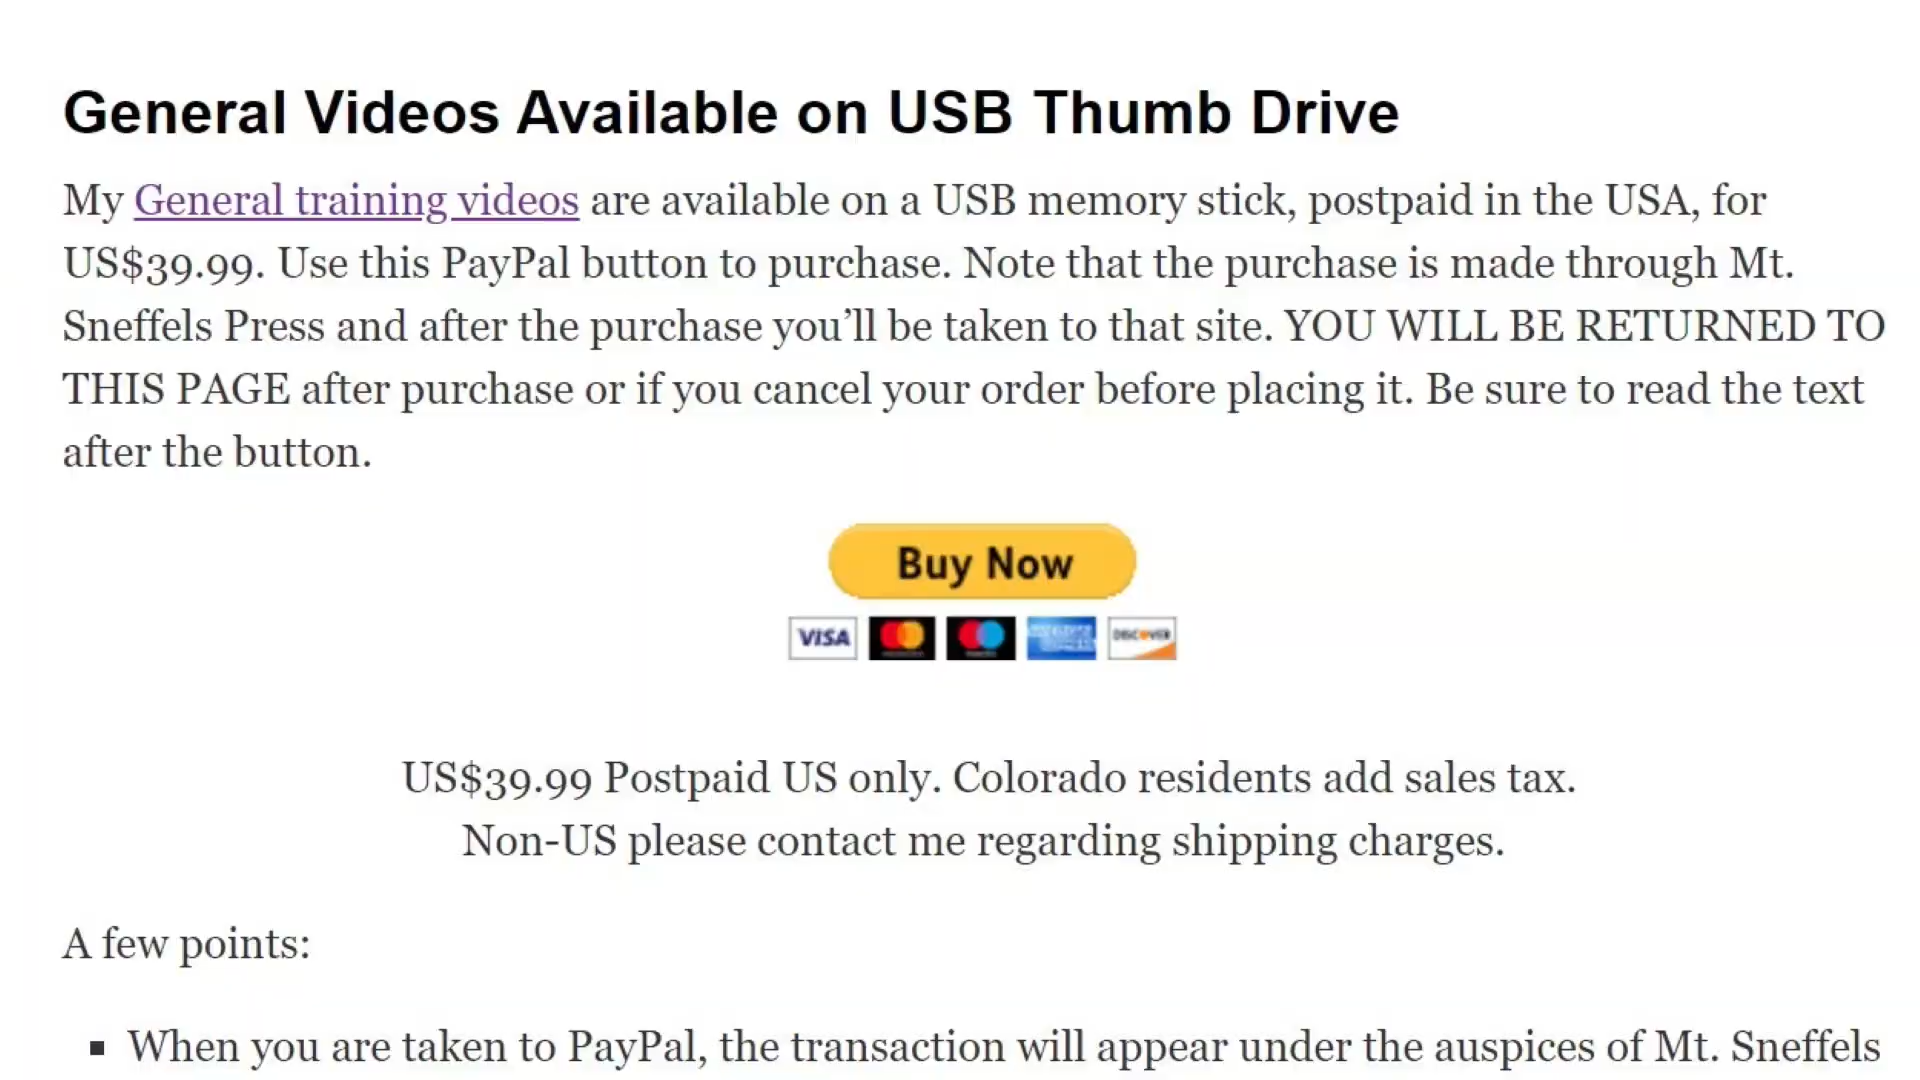 General Videos Available on USB Thumb Drive
My General training videos are available on a USB memory stick, postpaid in the USA, for
US$39.99. Use this PayPal button to purchase. Note that the purchase is made through Mt.
Sneffels Press and after the purchase you’ll be taken to that site. YOU WILL BE RETURNED TO
THIS PAGE after purchase or if you cancel your order before placing it. Be sure to read the text
after the button.
Buy Now
VISA DISCOVER
US$39.99 Postpaid US only. Colorado residents add sales tax.
Non-US please contact me regarding shipping charges.
A few points:
▪ When you are taken to PayPal, the transaction will appear under the auspices of Mt. Sneffels